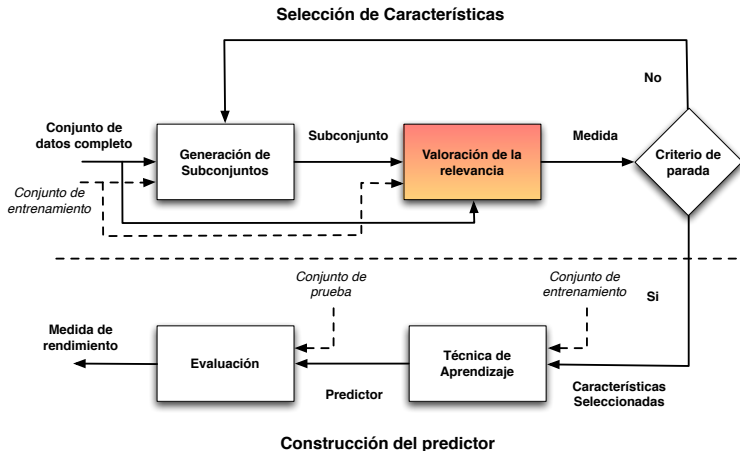 Selección de Características
No
Conjunto de
datos completo
Generación de
Subconjuntos
Subconjunto
Valoración de la
relevancia
Medida
Criterio de
parada
Conjunto de
entrenamiento
Conjunto de
prueba
Conjunto de
entrenamiento
Si
Medida de
rendimiento
Evaluación
Predictor
Técnica de
Aprendizaje
Características
Seleccionadas
Construcción del predictor